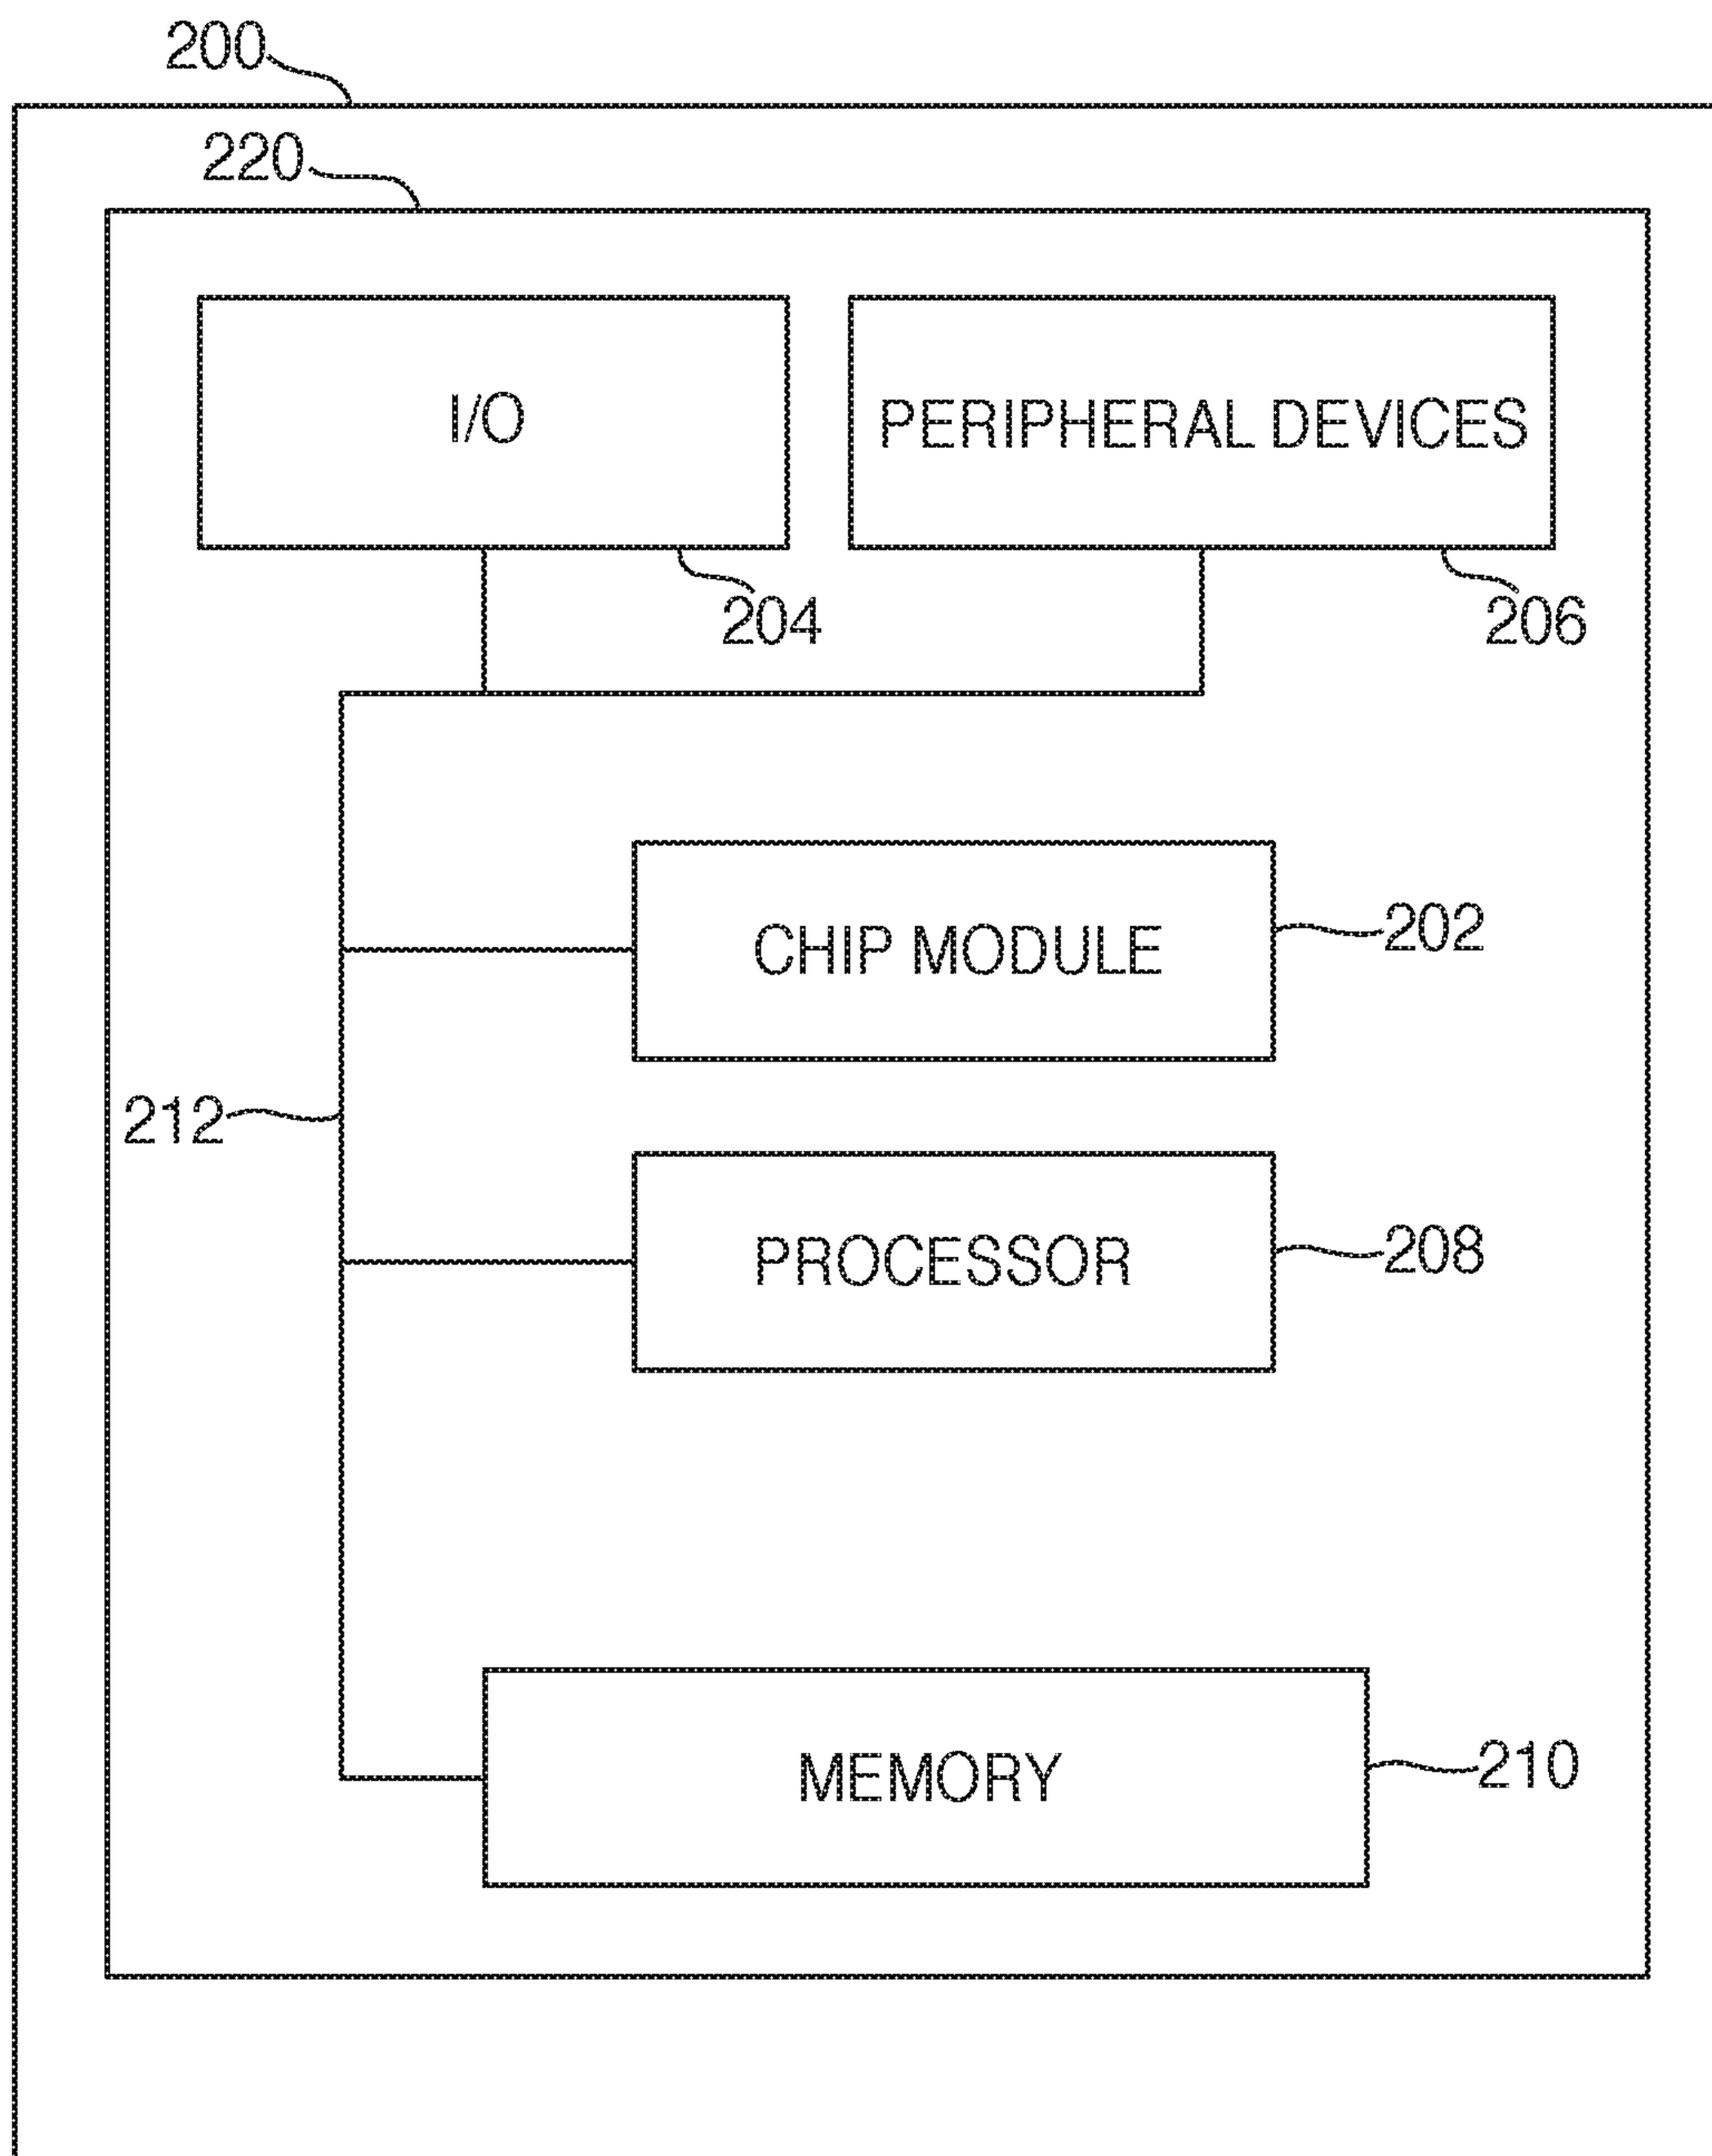 200
220
I/O
PERIPHERAL DEVICES
204
206
CHIP MODULE
202
212
PROCESSOR
208
MEMORY
210